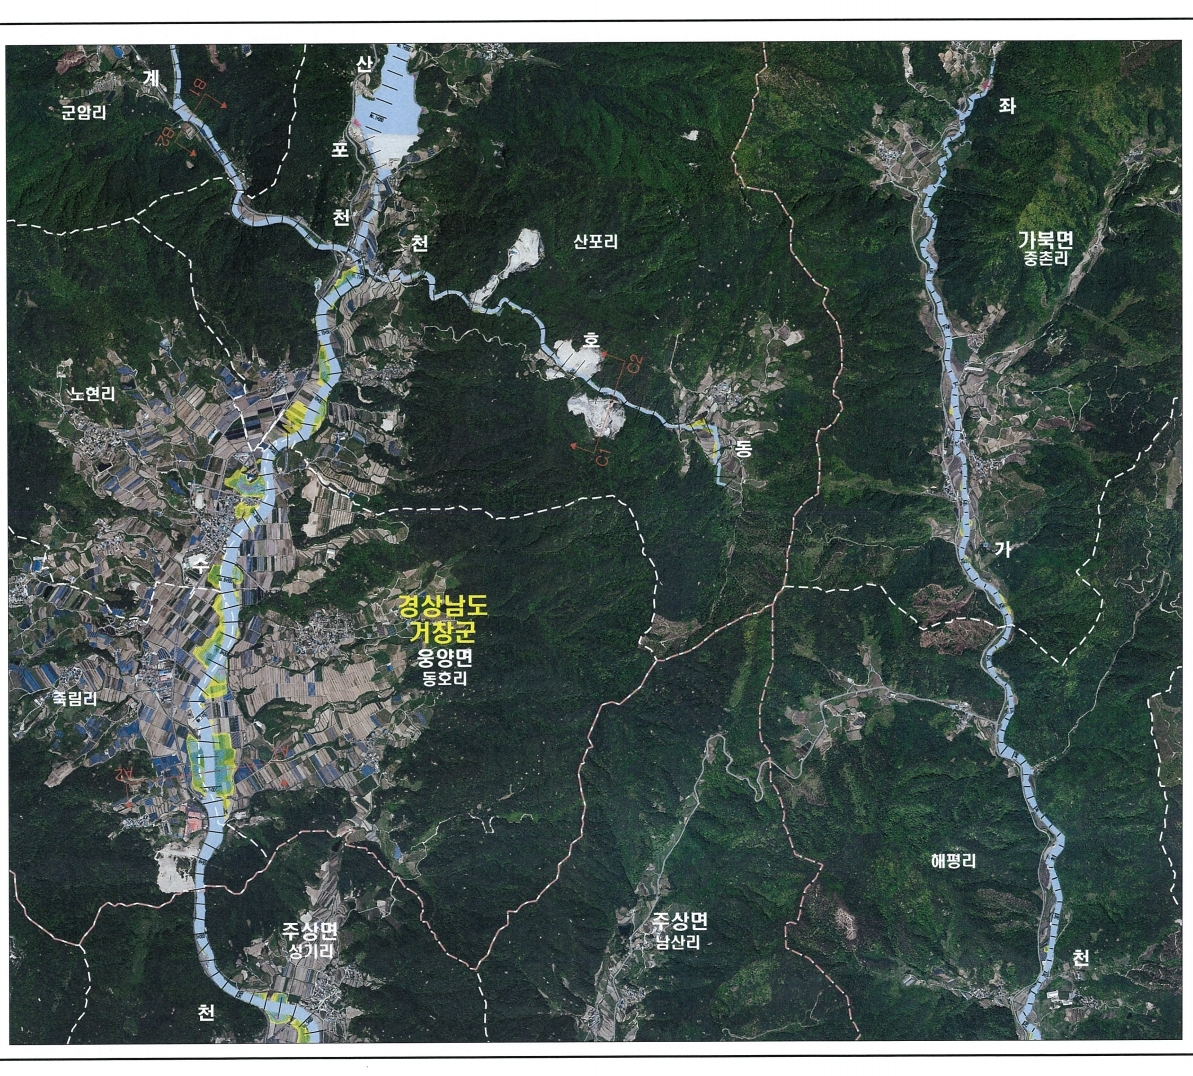 계
산
군암리
좌
포
천
천
산포리
가북면
중촌리
호
C2
노현리
동
C1
수
가
경상남도
거창군
웅양면
동호리
죽림리
해평리
주상면
성기리
주상면
남산리
천
천